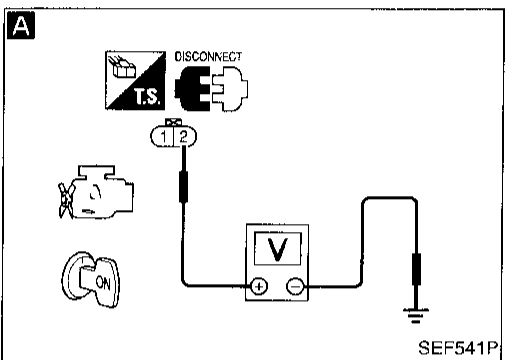 A
DISCONNECT
T.S.
1 2
V
ON
+ −
SEF541P